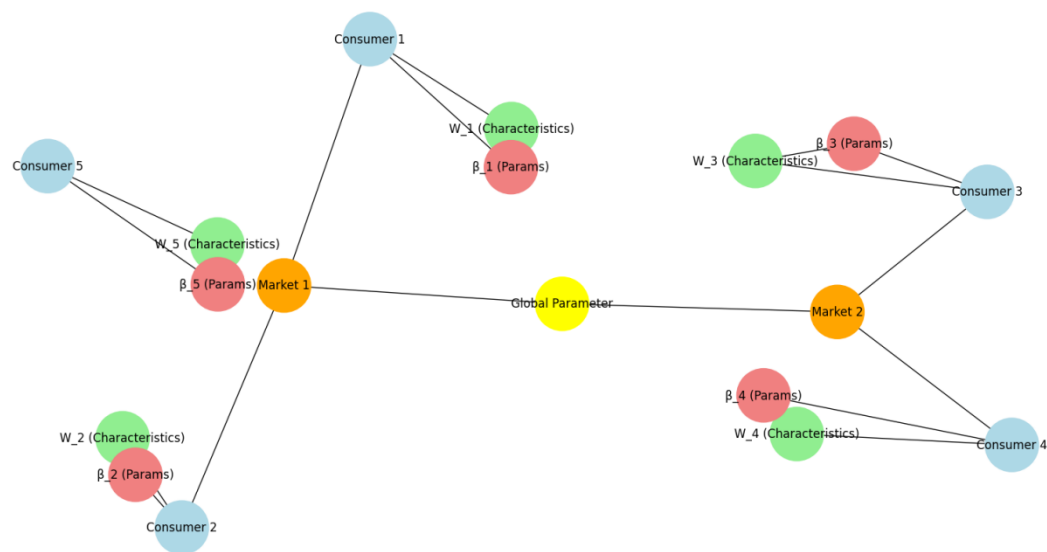 Consumer 1
W_1 (Characteristics)
β_1 (Params)
β_3 (Params)
W_3 (Characteristics)
Consumer 5
Consumer 3
W_5 (Characteristics)
β_5 (Params)
Market 1
Global Parameter
Market 2
β_4 (Params)
W_4 (Characteristics)
Consumer 4
W_2 (Characteristics)
β_2 (Params)
Consumer 2